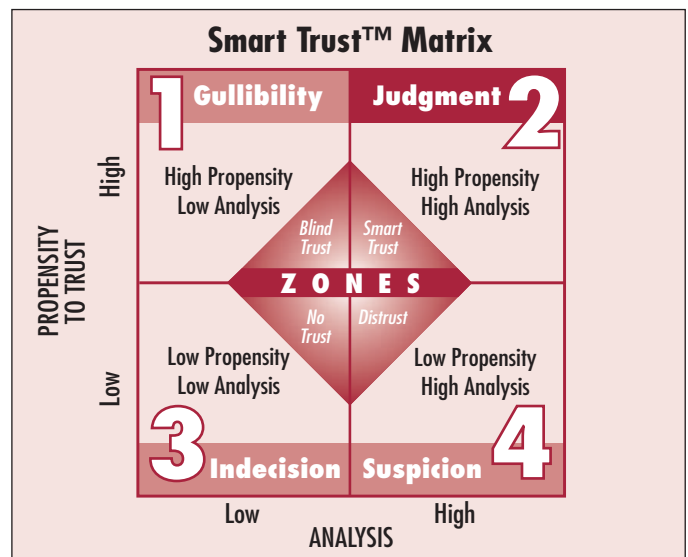 Smart Trust™ Matrix
1 Gullibility
Judgment 2
High
High Propensity
Low Analysis
High Propensity
High Analysis
Blind
Trust
Smart
Trust
PROPENSITY
TO TRUST
ZONES
No
Trust
Distrust
Low
Low Propensity
Low Analysis
Low Propensity
High Analysis
3 Indecision
Suspicion 4
Low
High
ANALYSIS